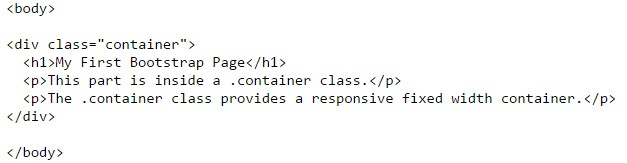 <body>
<div class="container">
<h1>My First Bootstrap Page</h1>
<p>This part is inside a .container class.</p>
<p>The .container class provides a responsive fixed width container.</p>
</div>
</body>